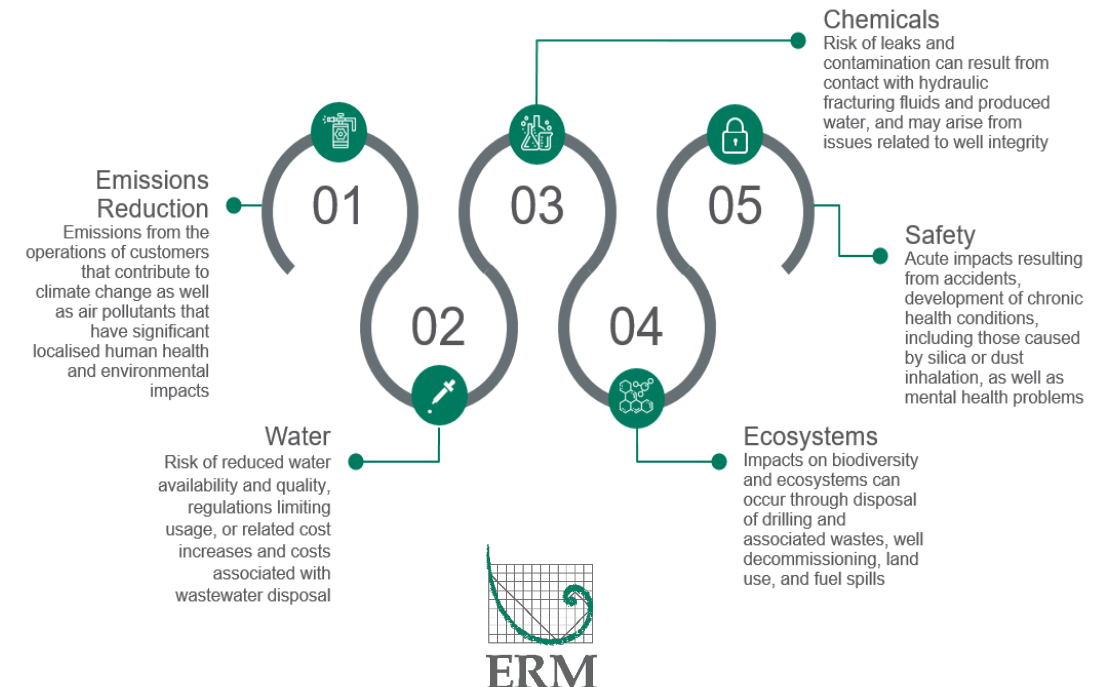 01
Emissions
Reduction
Emissions from the
operations of customers
that contribute to
climate change as well
as air pollutants that
have significant
localised human health
and environmental
impacts
02
Water
Risk of reduced water
availability and quality,
regulations limiting
usage, or related cost
increases and costs
associated with
wastewater disposal
03
Chemicals
Risk of leaks and
contamination can result from
contact with hydraulic
fracturing fluids and produced
water, and may arise from
issues related to well integrity
04
Ecosystems
Impacts on biodiversity
and ecosystems can
occur through disposal
of drilling and
associated wastes, well
decommissioning, land
use, and fuel spills
05
Safety
Acute impacts resulting
from accidents,
development of chronic
health conditions,
including those caused
by silica or dust
inhalation, as well as
mental health problems
ERM